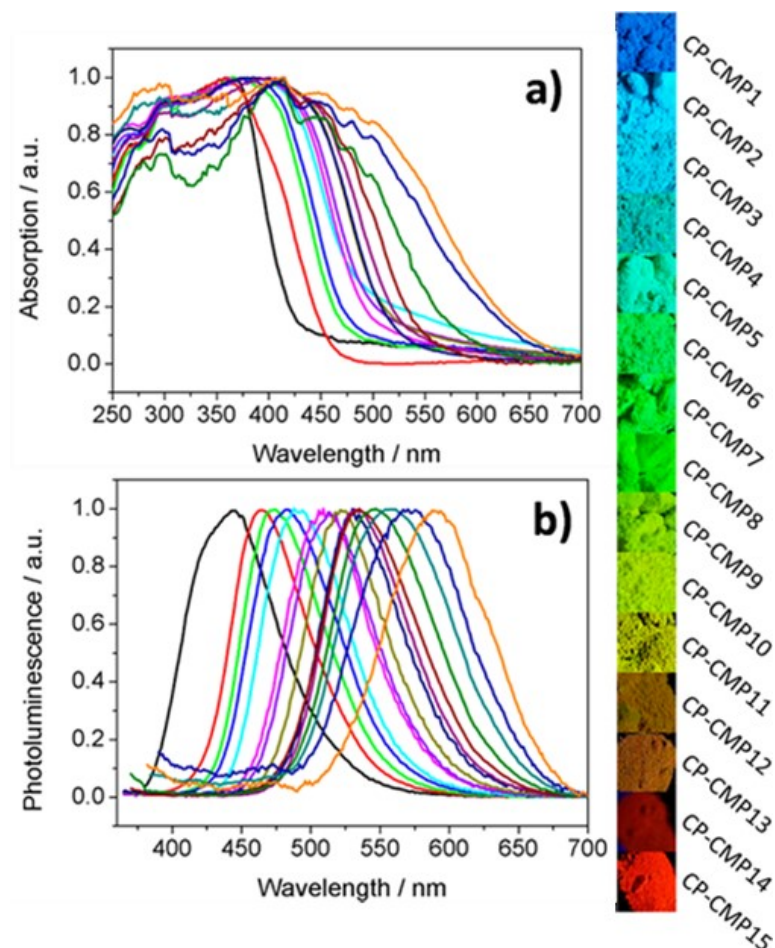 a)
1.0
0.8
0.6
0.4
0.2
0.0
Absorption / a.u.
250 300 350 400 450 500 550 600 650 700
Wavelength / nm
b)
1.0
0.8
0.6
0.4
0.2
0.0
Photoluminescence / a.u.
400 450 500 550 600 650 700
Wavelength / nm
CP-CMP1
CP-CMP2
CP-CMP3
CP-CMP4
CP-CMP5
CP-CMP6
CP-CMP7
CP-CMP8
CP-CMP9
CP-CMP10
CP-CMP11
CP-CMP12
CP-CMP13
CP-CMP14
CP-CMP15